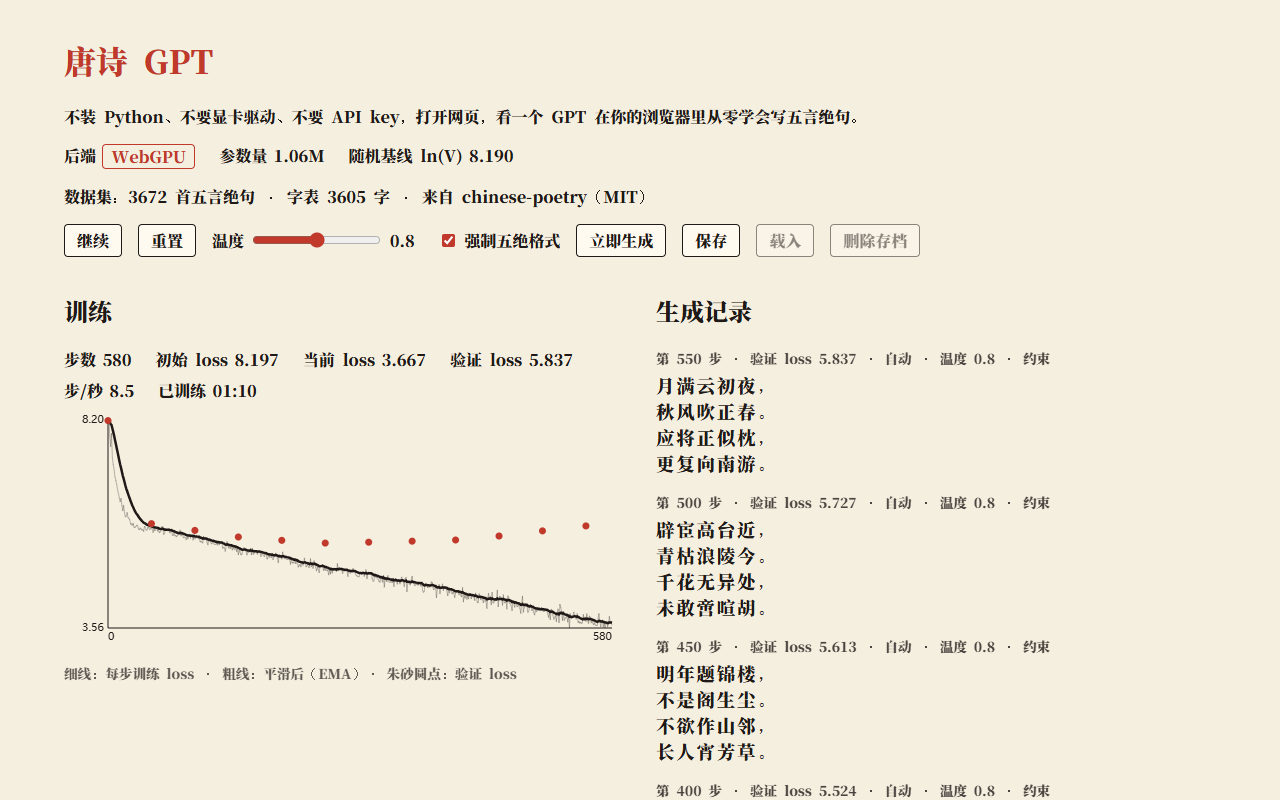 唐诗 GPT
不装 Python、不要显卡驱动、不要 API key，打开网页，看一个 GPT 在你的浏览器里从零学会写五言绝句。
后端 WebGPU 参数量 1.06M 随机基线 ln(V) 8.190
数据集：3672 首五言绝句 · 字表 3605 字 · 来自 chinese-poetry（MIT）
继续 重置 温度 0.8 强制五绝格式 立即生成 保存 载入 删除存档
训练
步数 580 初始 loss 8.197 当前 loss 3.667 验证 loss 5.837
步/秒 8.5 已训练 01:10
8.20
3.56
0 580
细线：每步训练 loss · 粗线：平滑后（EMA） · 朱砂圆点：验证 loss
生成记录
第 550 步 · 验证 loss 5.837 · 自动 · 温度 0.8 · 约束
月满云初夜，
秋风吹正春。
应将正似枕，
更复向南游。
第 500 步 · 验证 loss 5.727 · 自动 · 温度 0.8 · 约束
辟宦高台近，
青枯浪陵今。
千花无异处，
未敢啻喧胡。
第 450 步 · 验证 loss 5.613 · 自动 · 温度 0.8 · 约束
明年题锦楼，
不是阁生尘。
不欲作山邻，
长人宵芳草。
第 400 步 · 验证 loss 5.524 · 自动 · 温度 0.8 · 约束